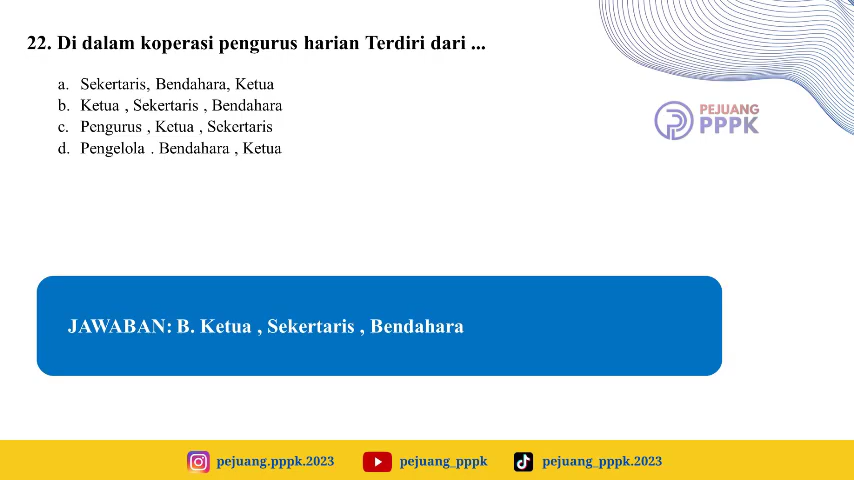 22. Di dalam koperasi pengurus harian Terdiri dari ...
a. Sekertaris, Bendahara, Ketua
b. Ketua , Sekertaris , Bendahara
c. Pengurus , Ketua , Sekertaris
d. Pengelola . Bendahara , Ketua
PEJUANG
PPPK
JAWABAN: B. Ketua , Sekertaris , Bendahara
pejuang.pppk.2023 pejuang_pppk pejuang_pppk.2023